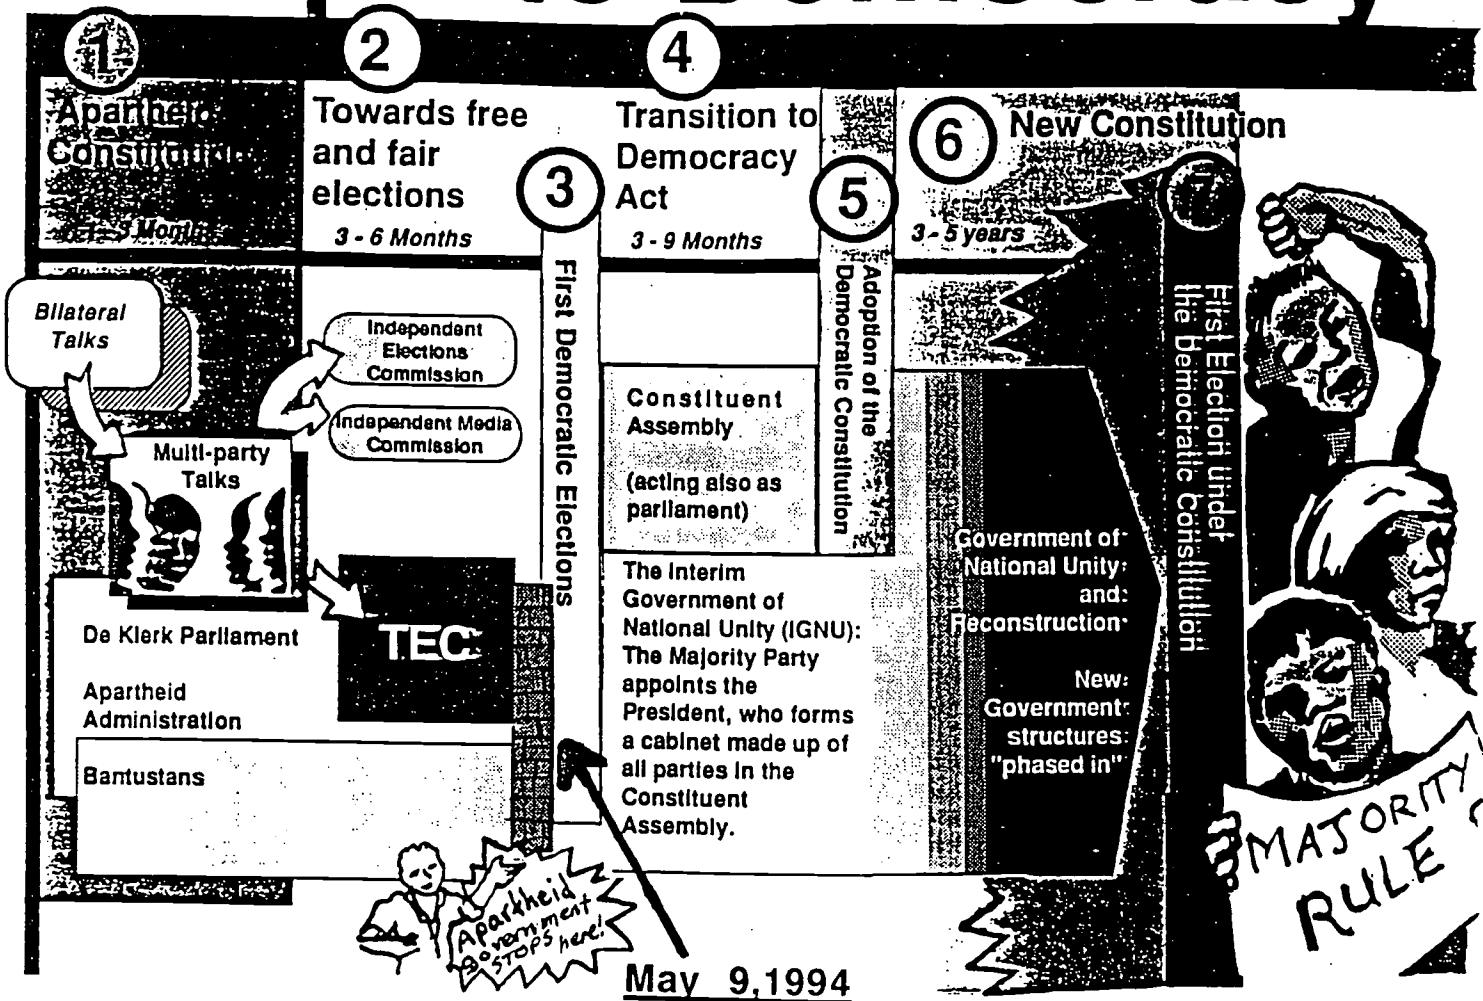 to Democracy
1
Apartheid
Constitution
2
Towards free
and fair
elections
3 - 6 Months
3
First Democratic Elections
4
Transition to
Democracy
Act
3 - 9 Months
5
Adoption of the
Democratic Constitution
6
New Constitution
3 - 5 years
7
First Election under
the Democratic Constitution
Bilateral
Talks
Multi-party
Talks
Independent
Elections
Commission
Independent Media
Commission
TEC
De Klerk Parliament
Apartheid
Administration
Bantustans
Constituent
Assembly
(acting also as
parliament)
The Interim
Government of
National Unity (IGNU):
The Majority Party
appoints the
President, who forms
a cabinet made up of
all parties in the
Constituent
Assembly.
Government of
National Unity
and
Reconstruction
New
Government
structures
"phased in"
Apartheid
government
STOPS here!
May 9,1994
MAJORITY
RULE